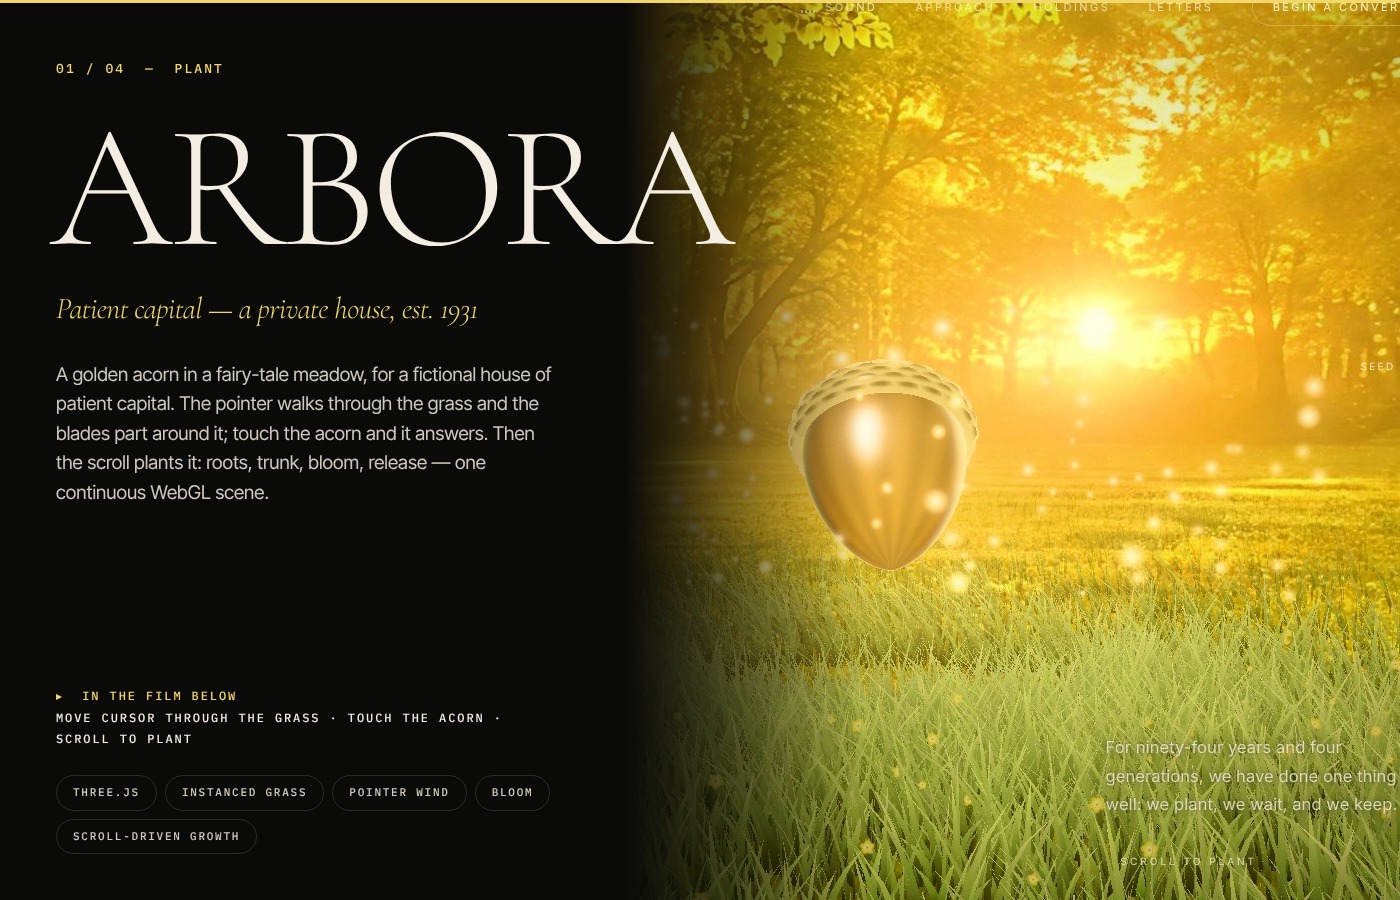 SOUND APPROACH HOLDINGS LETTERS BEGIN A CONVER
01 / 04 — PLANT
ARBORA
Patient capital — a private house, est. 1931
A golden acorn in a fairy-tale meadow, for a fictional house of
patient capital. The pointer walks through the grass and the
blades part around it; touch the acorn and it answers. Then
the scroll plants it: roots, trunk, bloom, release — one
continuous WebGL scene.
SEED
▸ IN THE FILM BELOW
MOVE CURSOR THROUGH THE GRASS · TOUCH THE ACORN ·
SCROLL TO PLANT
THREE.JS INSTANCED GRASS POINTER WIND BLOOM
SCROLL-DRIVEN GROWTH
For ninety-four years and four
generations, we have done one thing
well: we plant, we wait, and we keep.
SCROLL TO PLANT